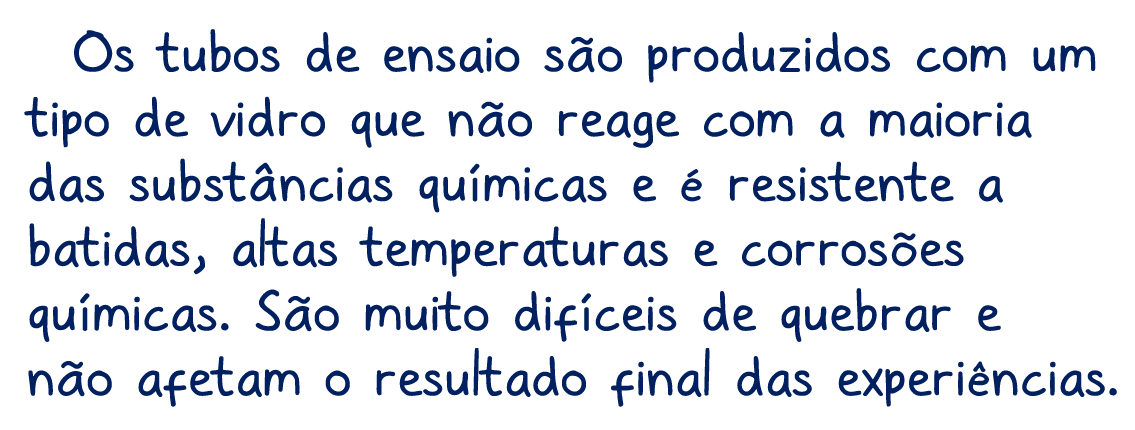 Os tubos de ensaio são produzidos com um
tipo de vidro que não reage com a maioria
das substâncias químicas e é resistente a
batidas, altas temperaturas e corrosões
químicas. São muito difíceis de quebrar e
não afetam o resultado final das experiências.